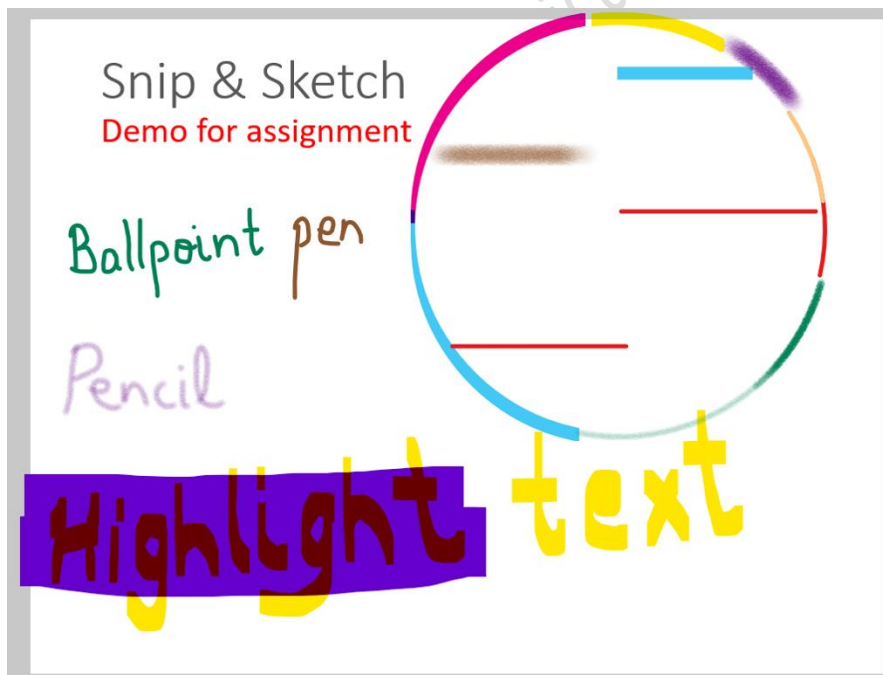 Snip & Sketch
Demo for assignment
Ballpoint pen
Pencil
Highlight text